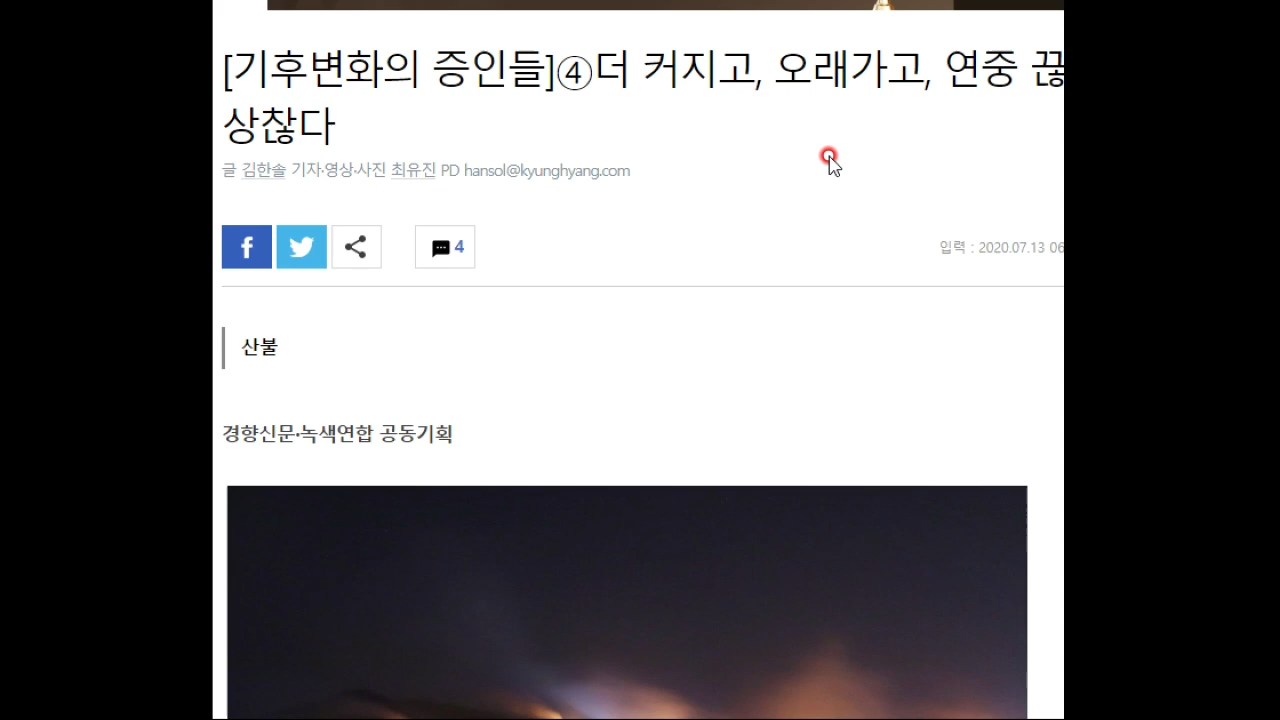 [기후변화의 증인들]④더 커지고, 오래가고, 연중 끊
상찮다
글 김한솔 기자·영상·사진 최유진 PD hansol@kyunghyang.com
4
입력 : 2020.07.13 06
산불
경향신문·녹색연합 공동기획